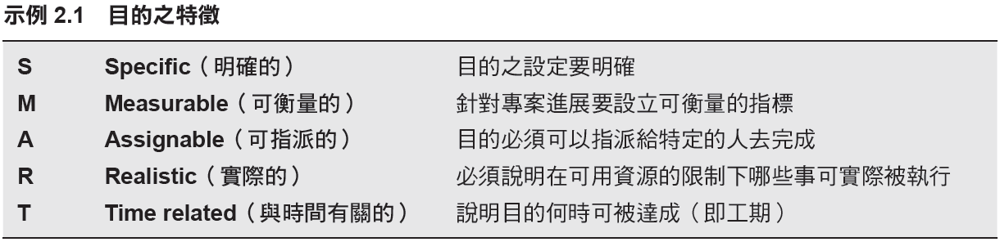 示例 2.1　目的之特徵
S　Specific（明確的）　目的之設定要明確
M　Measurable（可衡量的）　針對專案進展要設立可衡量的指標
A　Assignable（可指派的）　目的必須可以指派給特定的人去完成
R　Realistic（實際的）　必須說明在可用資源的限制下哪些事可實際被執行
T　Time related（與時間有關的）　說明目的何時可被達成（即工期）